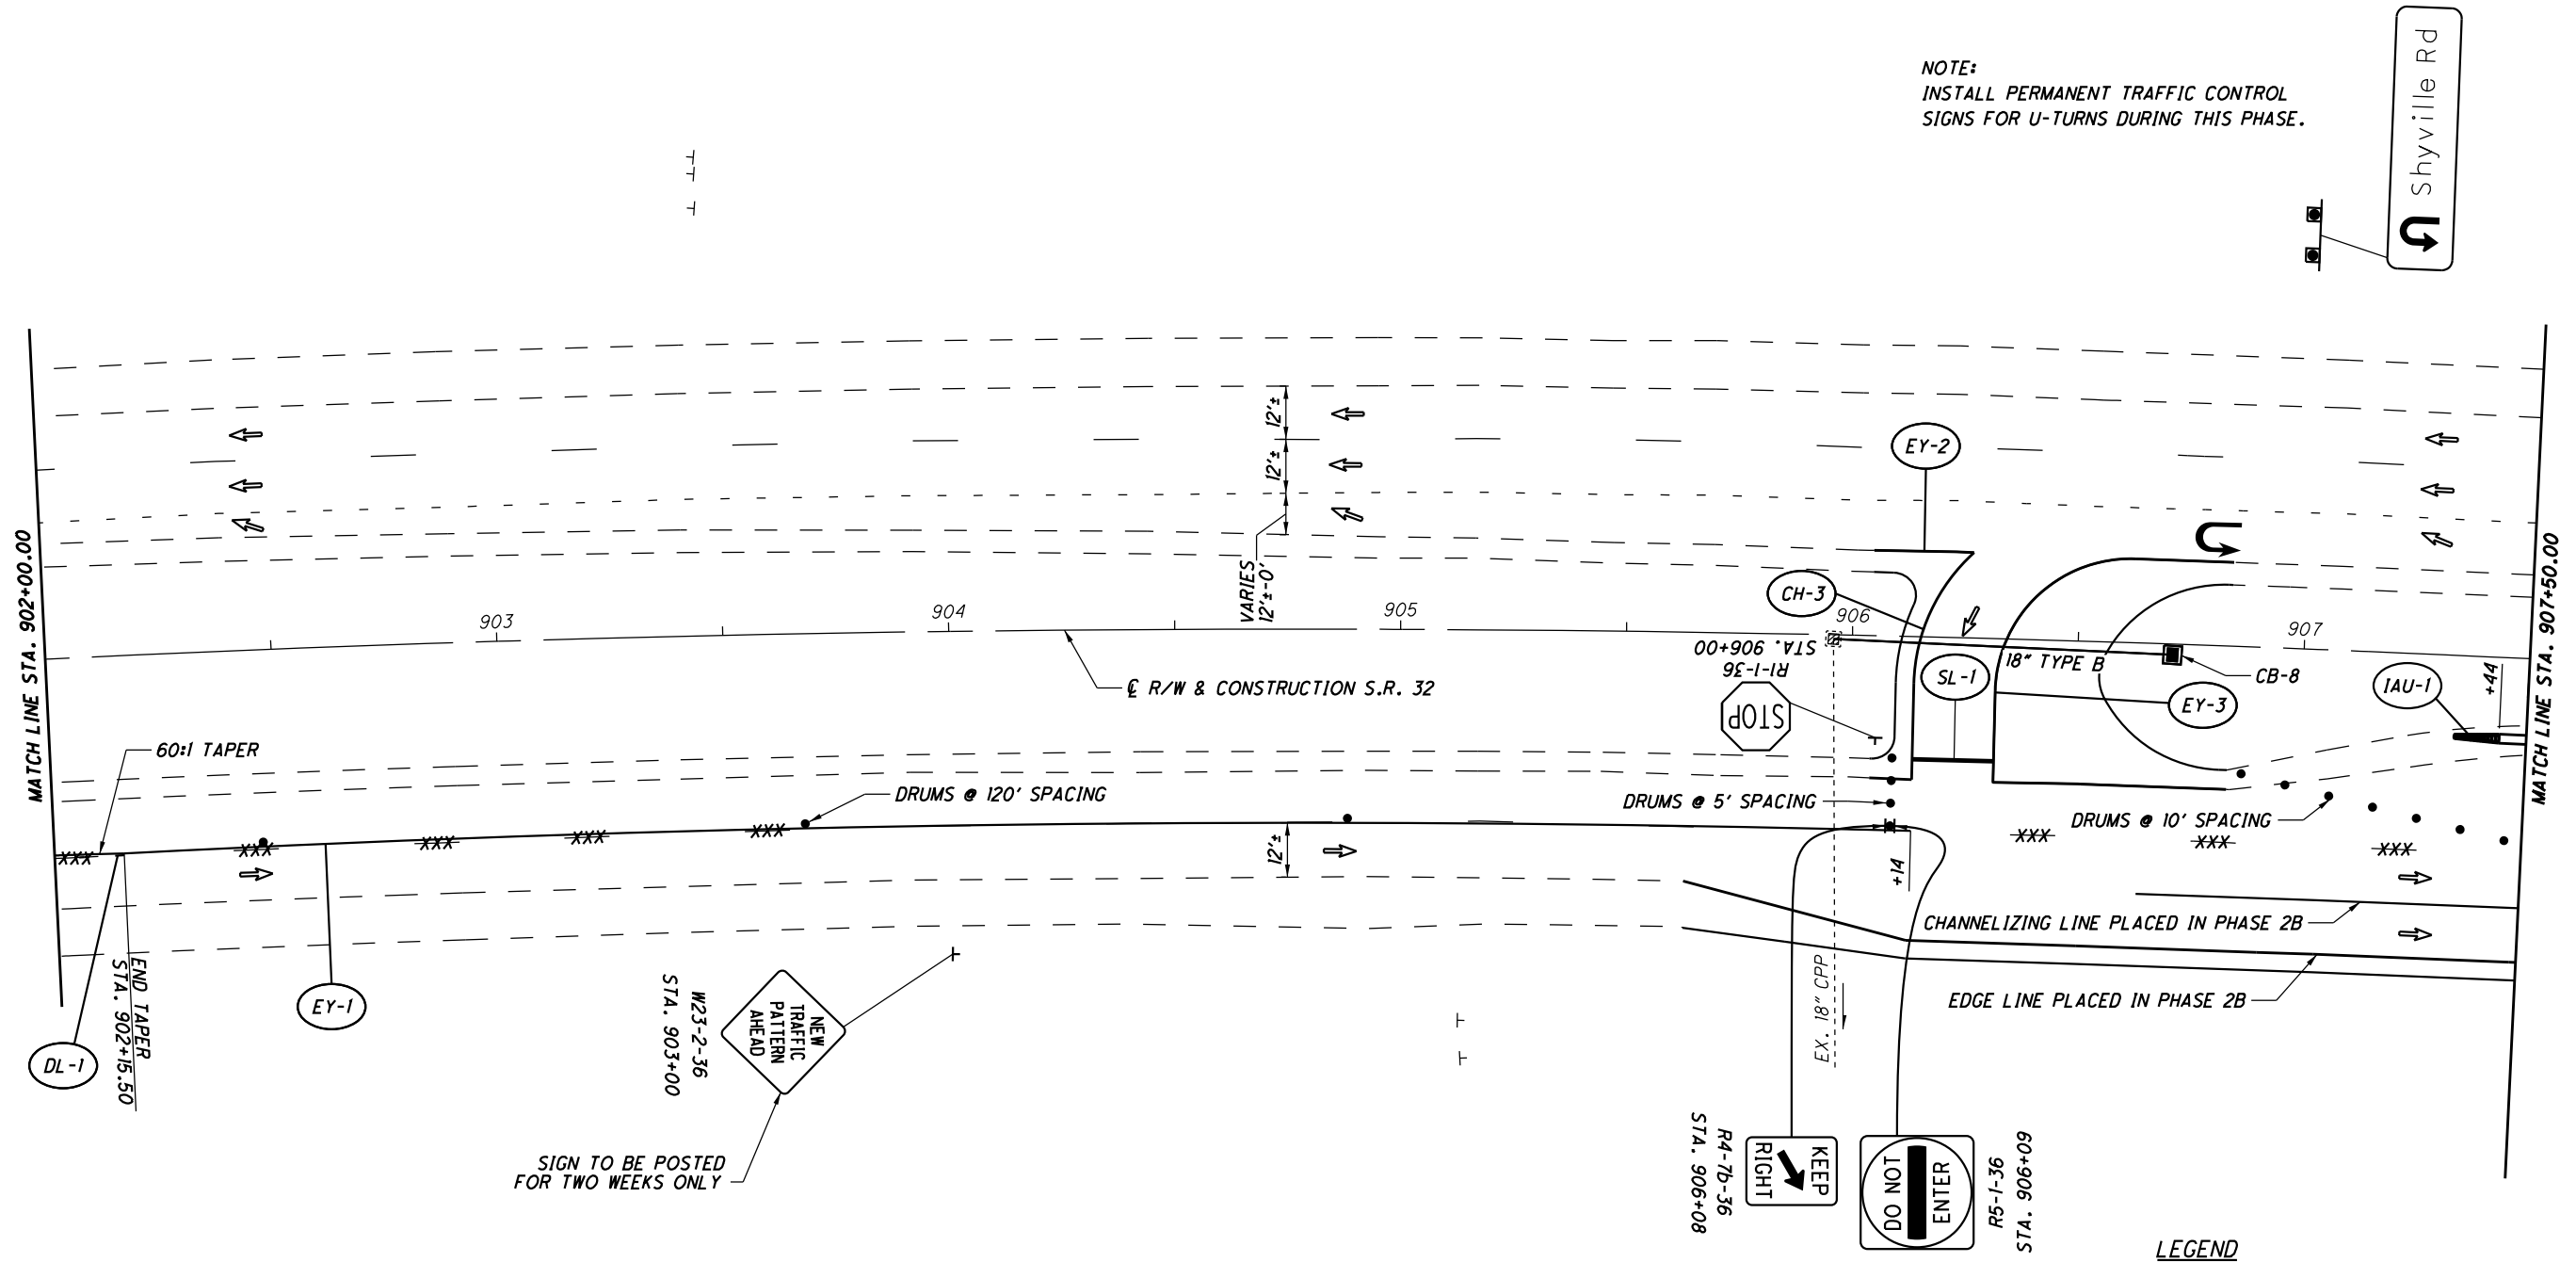 NOTE:
INSTALL PERMANENT TRAFFIC CONTROL
SIGNS FOR U-TURNS DURING THIS PHASE.
Shyville Rd
MATCH LINE STA. 902+00.00
MATCH LINE STA. 907+50.00
12'±
12'±
VARIES
12'±-0'
EY-2
CH-3
903
904
905
906
907
℄ R/W & CONSTRUCTION S.R. 32
STA. 906+00
R1-1-36
STOP
SL-1
18" TYPE B
CB-8
EY-3
IAU-1
+44
60:1 TAPER
DRUMS @ 120' SPACING
DRUMS @ 5' SPACING
DRUMS @ 10' SPACING
XXX
XXX
XXX
XXX
XXX
XXX
XXX
XXX
12'±
+14
CHANNELIZING LINE PLACED IN PHASE 2B
EDGE LINE PLACED IN PHASE 2B
EX. 18" CPP
END TAPER
STA. 902+15.50
EY-1
DL-1
W23-2-36
STA. 903+00
NEW
TRAFFIC
PATTERN
AHEAD
SIGN TO BE POSTED
FOR TWO WEEKS ONLY
R4-7b-36
STA. 906+08
KEEP
RIGHT
DO NOT
ENTER
R5-1-36
STA. 906+09
LEGEND